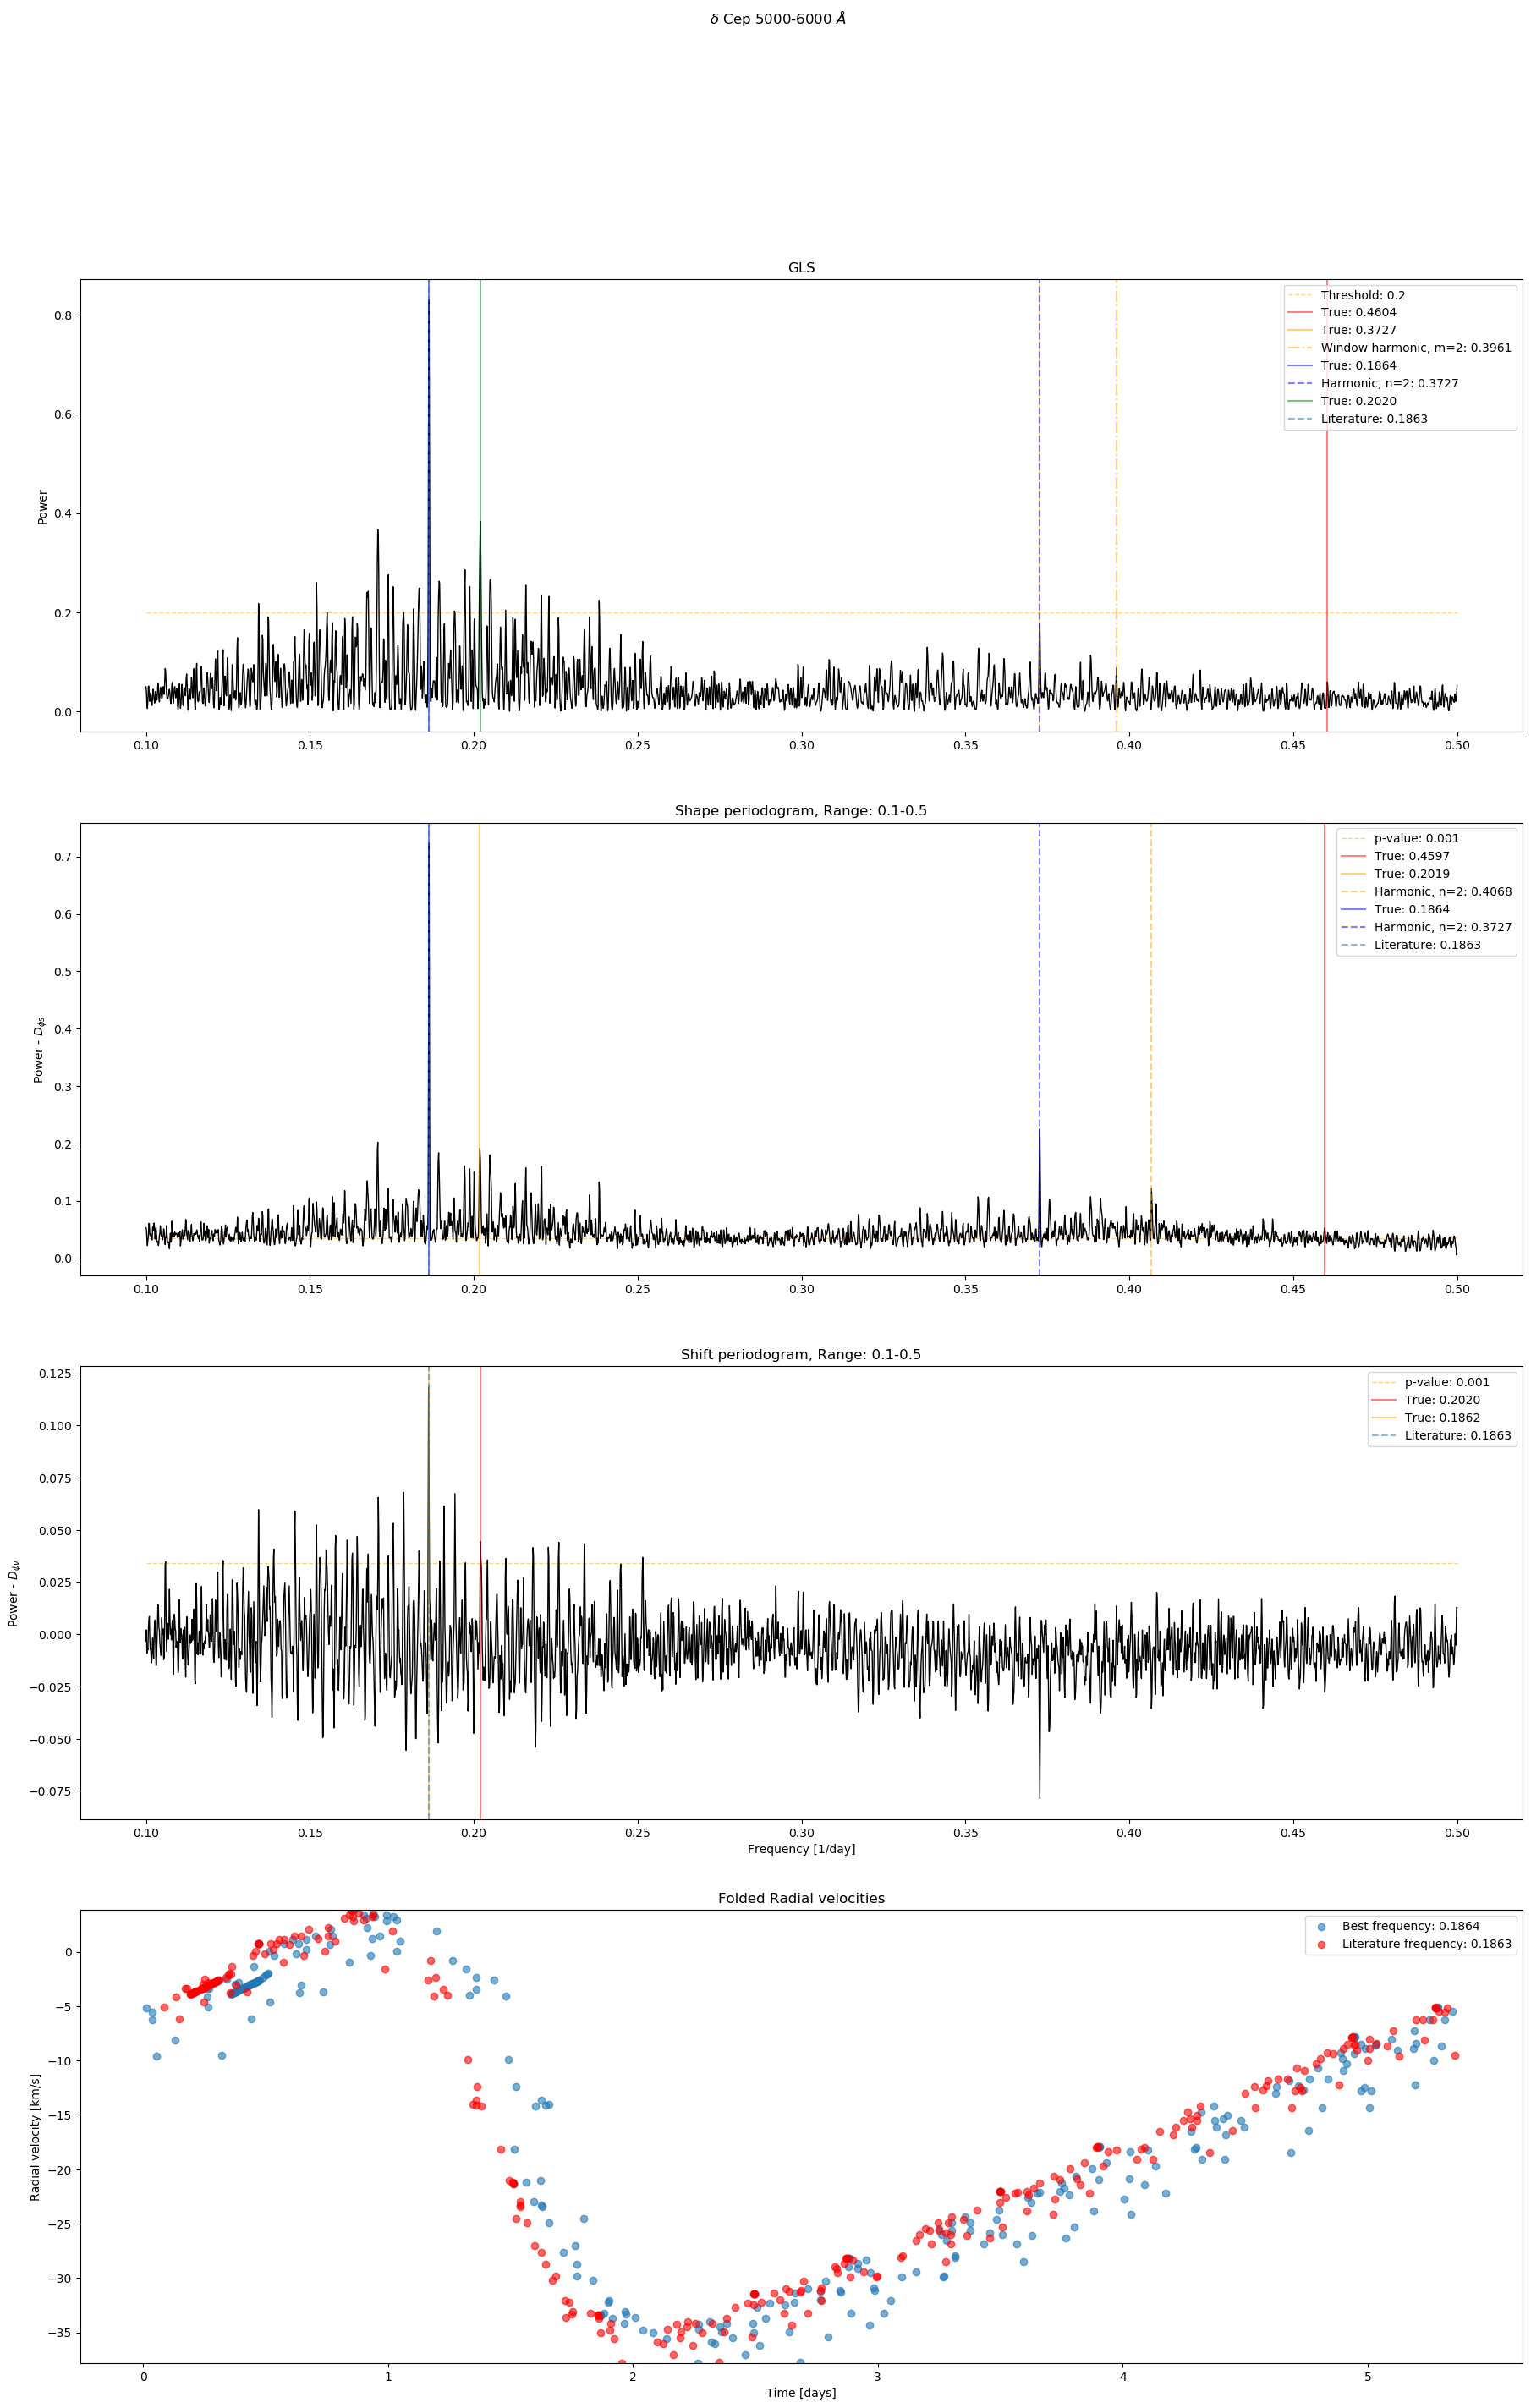 δ Cep 5000-6000 Å
GLS
Power
0.8
0.6
0.4
0.2
0.0
0.10 0.15 0.20 0.25 0.30 0.35 0.40 0.45 0.50
Threshold: 0.2
True: 0.4604
True: 0.3727
Window harmonic, m=2: 0.3961
True: 0.1864
Harmonic, n=2: 0.3727
True: 0.2020
Literature: 0.1863
Shape periodogram, Range: 0.1-0.5
Power - Dϕs
0.7
0.6
0.5
0.4
0.3
0.2
0.1
0.0
0.10 0.15 0.20 0.25 0.30 0.35 0.40 0.45 0.50
p-value: 0.001
True: 0.4597
True: 0.2019
Harmonic, n=2: 0.4068
True: 0.1864
Harmonic, n=2: 0.3727
Literature: 0.1863
Shift periodogram, Range: 0.1-0.5
Power - Dϕv
0.125
0.100
0.075
0.050
0.025
0.000
−0.025
−0.050
−0.075
0.10 0.15 0.20 0.25 0.30 0.35 0.40 0.45 0.50
Frequency [1/day]
p-value: 0.001
True: 0.2020
True: 0.1862
Literature: 0.1863
Folded Radial velocities
Radial velocity [km/s]
0
−5
−10
−15
−20
−25
−30
−35
0 1 2 3 4 5
Time [days]
Best frequency: 0.1864
Literature frequency: 0.1863